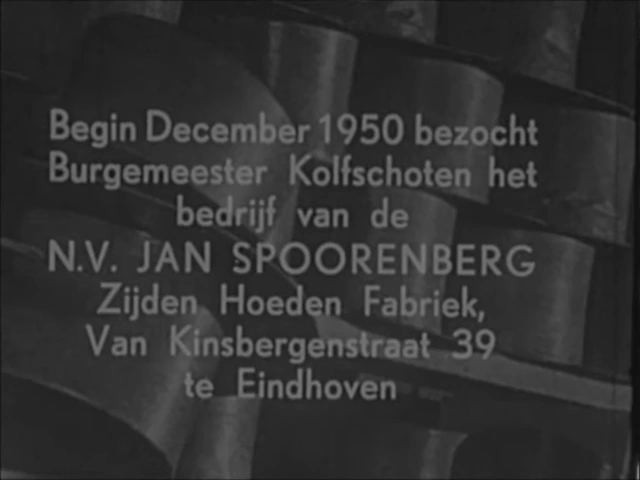 Begin December 1950 bezocht
Burgemeester Kolfschoten het
bedrijf van de
N.V. JAN SPOORENBERG
Zijden Hoeden Fabriek,
Van Kinsbergenstraat 39
te Eindhoven